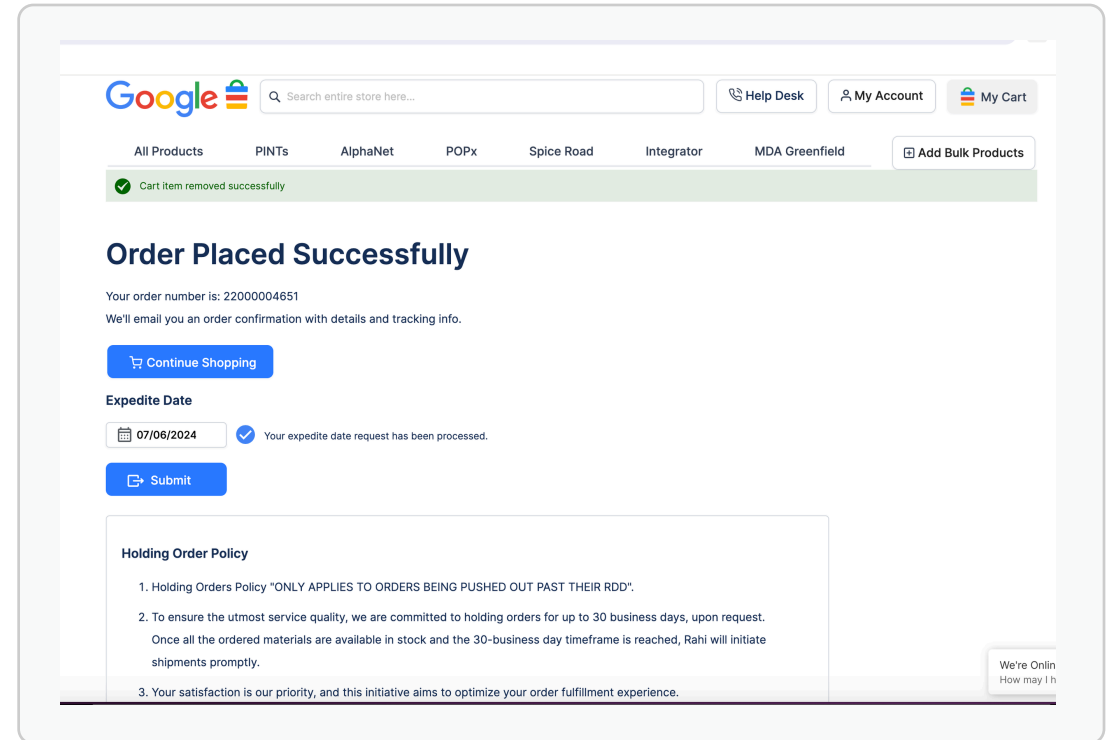 Google
Search entire store here...
Help Desk
My Account
My Cart
All Products PINTs AlphaNet POPx Spice Road Integrator MDA Greenfield
Add Bulk Products
Cart item removed successfully
Order Placed Successfully
Your order number is: 22000004651
We'll email you an order confirmation with details and tracking info.
Continue Shopping
Expedite Date
07/06/2024
Your expedite date request has been processed.
Submit
Holding Order Policy
1. Holding Orders Policy "ONLY APPLIES TO ORDERS BEING PUSHED OUT PAST THEIR RDD".
2. To ensure the utmost service quality, we are committed to holding orders for up to 30 business days, upon request.
Once all the ordered materials are available in stock and the 30-business day timeframe is reached, Rahi will initiate
shipments promptly.
3. Your satisfaction is our priority, and this initiative aims to optimize your order fulfillment experience.
We're Onlin
How may I h